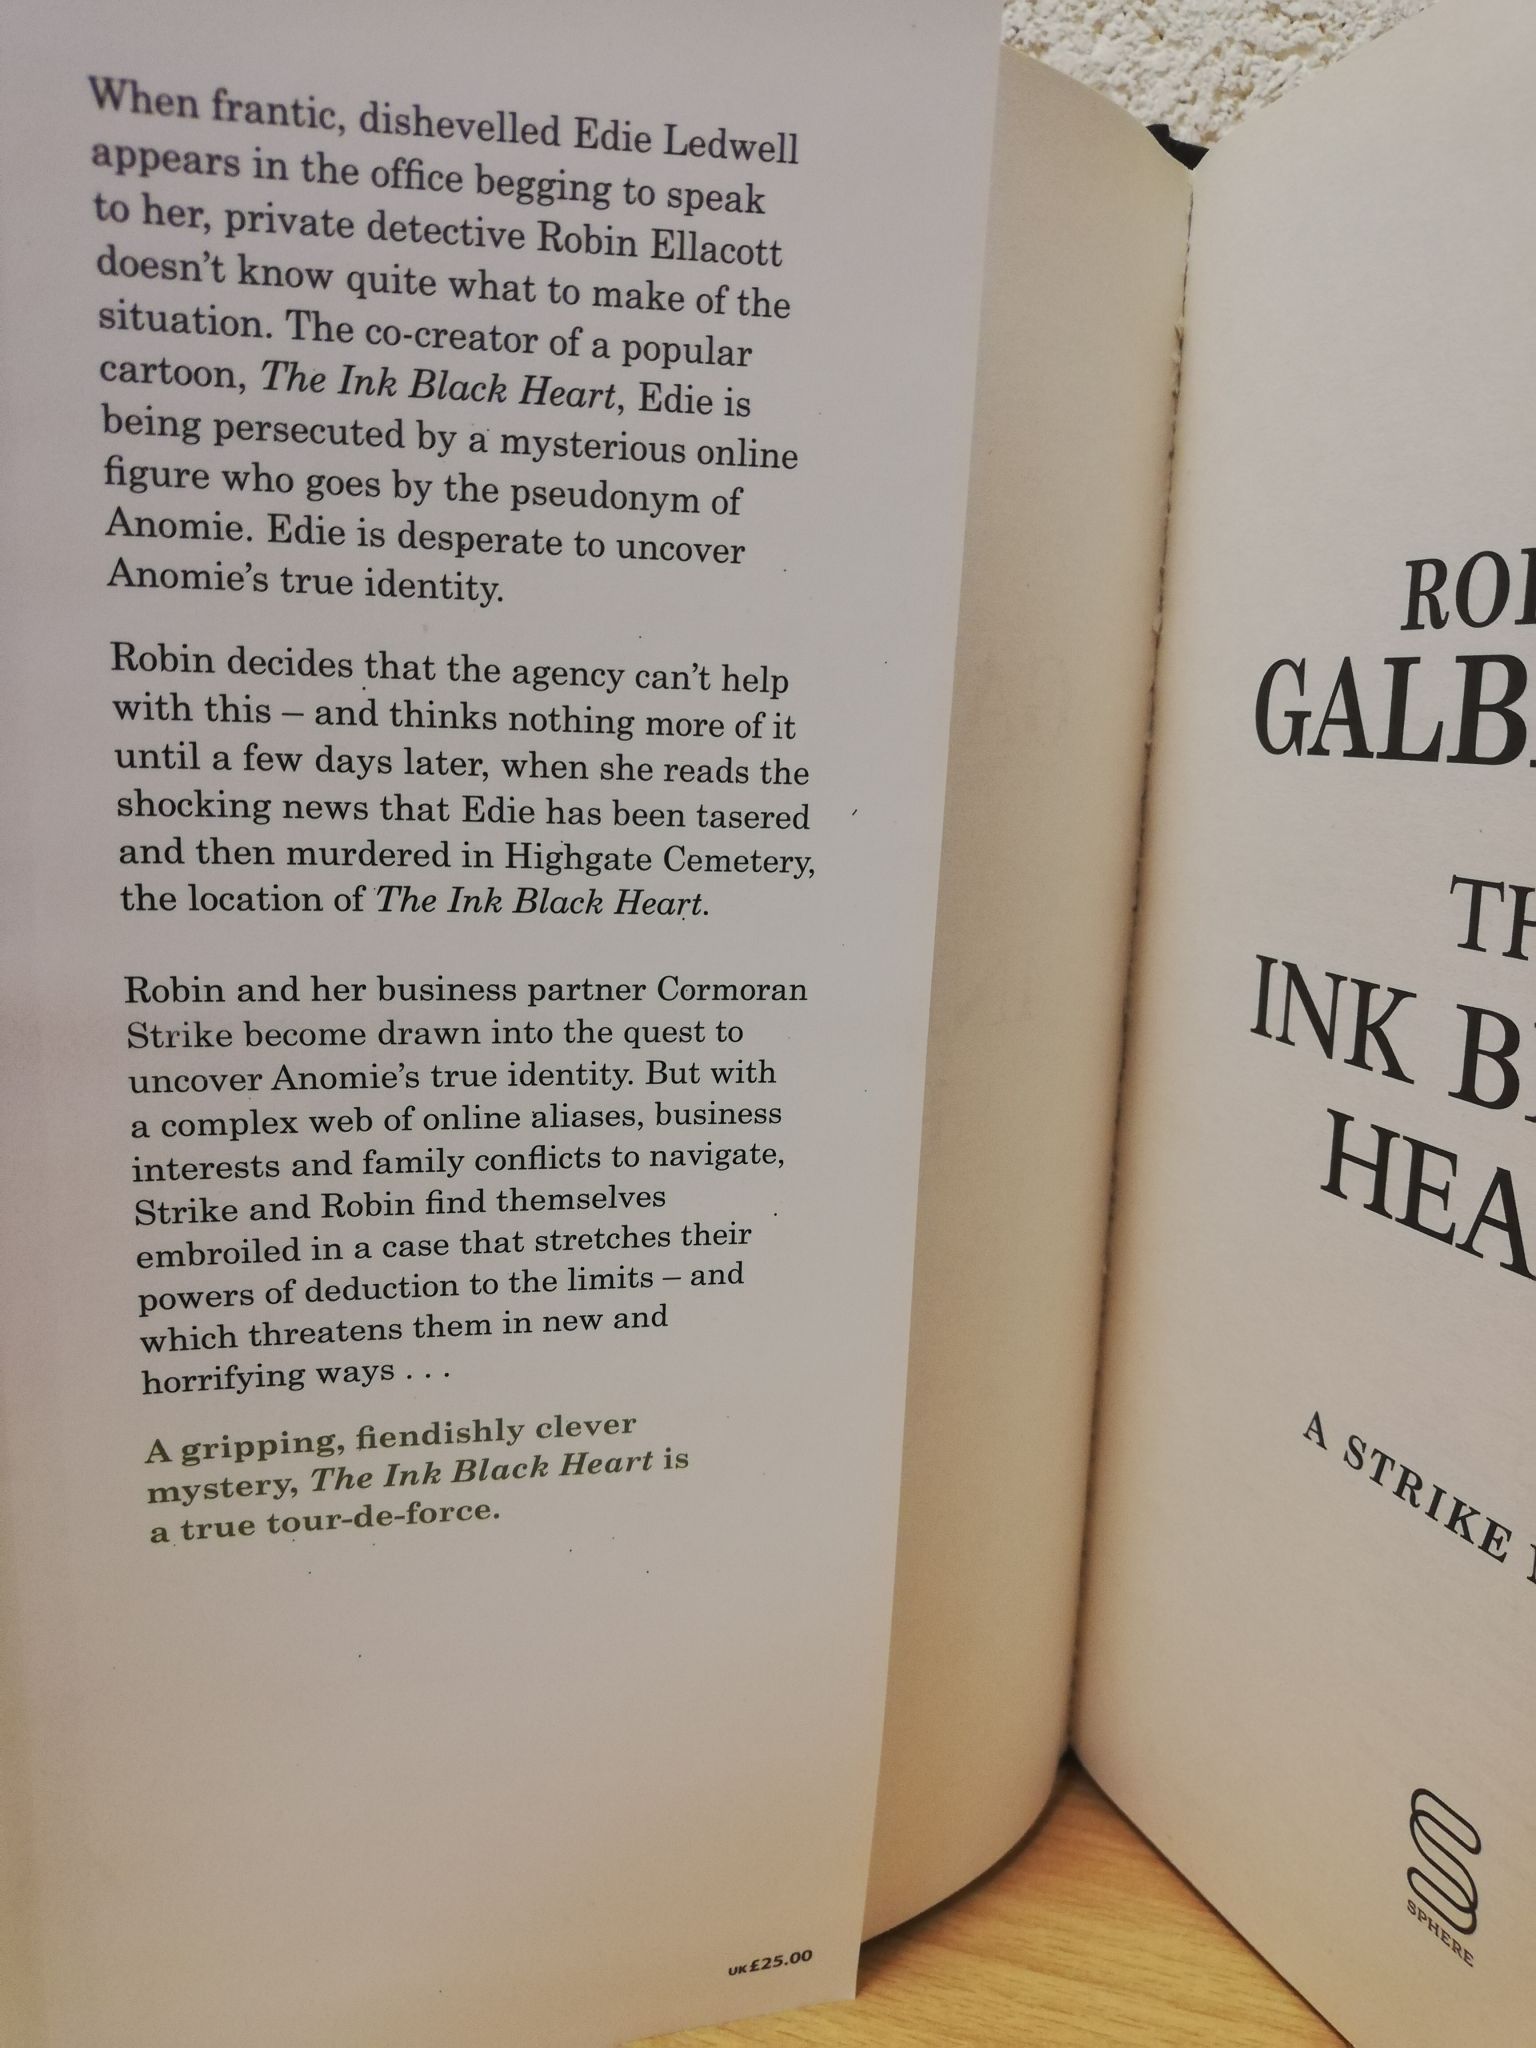 When frantic, dishevelled Edie Ledwell
appears in the office begging to speak
to her, private detective Robin Ellacott
doesn't know quite what to make of the
situation. The co-creator of a popular
cartoon, The Ink Black Heart, Edie is
being persecuted by a mysterious online
figure who goes by the pseudonym of
Anomie. Edie is desperate to uncover
Anomie's true identity.
Robin decides that the agency can't help
with this – and thinks nothing more of it
until a few days later, when she reads the
shocking news that Edie has been tasered
and then murdered in Highgate Cemetery,
the location of The Ink Black Heart.
Robin and her business partner Cormoran
Strike become drawn into the quest to
uncover Anomie's true identity. But with
a complex web of online aliases, business
interests and family conflicts to navigate,
Strike and Robin find themselves
embroiled in a case that stretches their
powers of deduction to the limits – and
which threatens them in new and
horrifying ways . . .
A gripping, fiendishly clever
mystery, The Ink Black Heart is
a true tour-de-force.
UK £25.00
RO
GALB
TH
INK B
HEA
A STRIKE
SPHERE